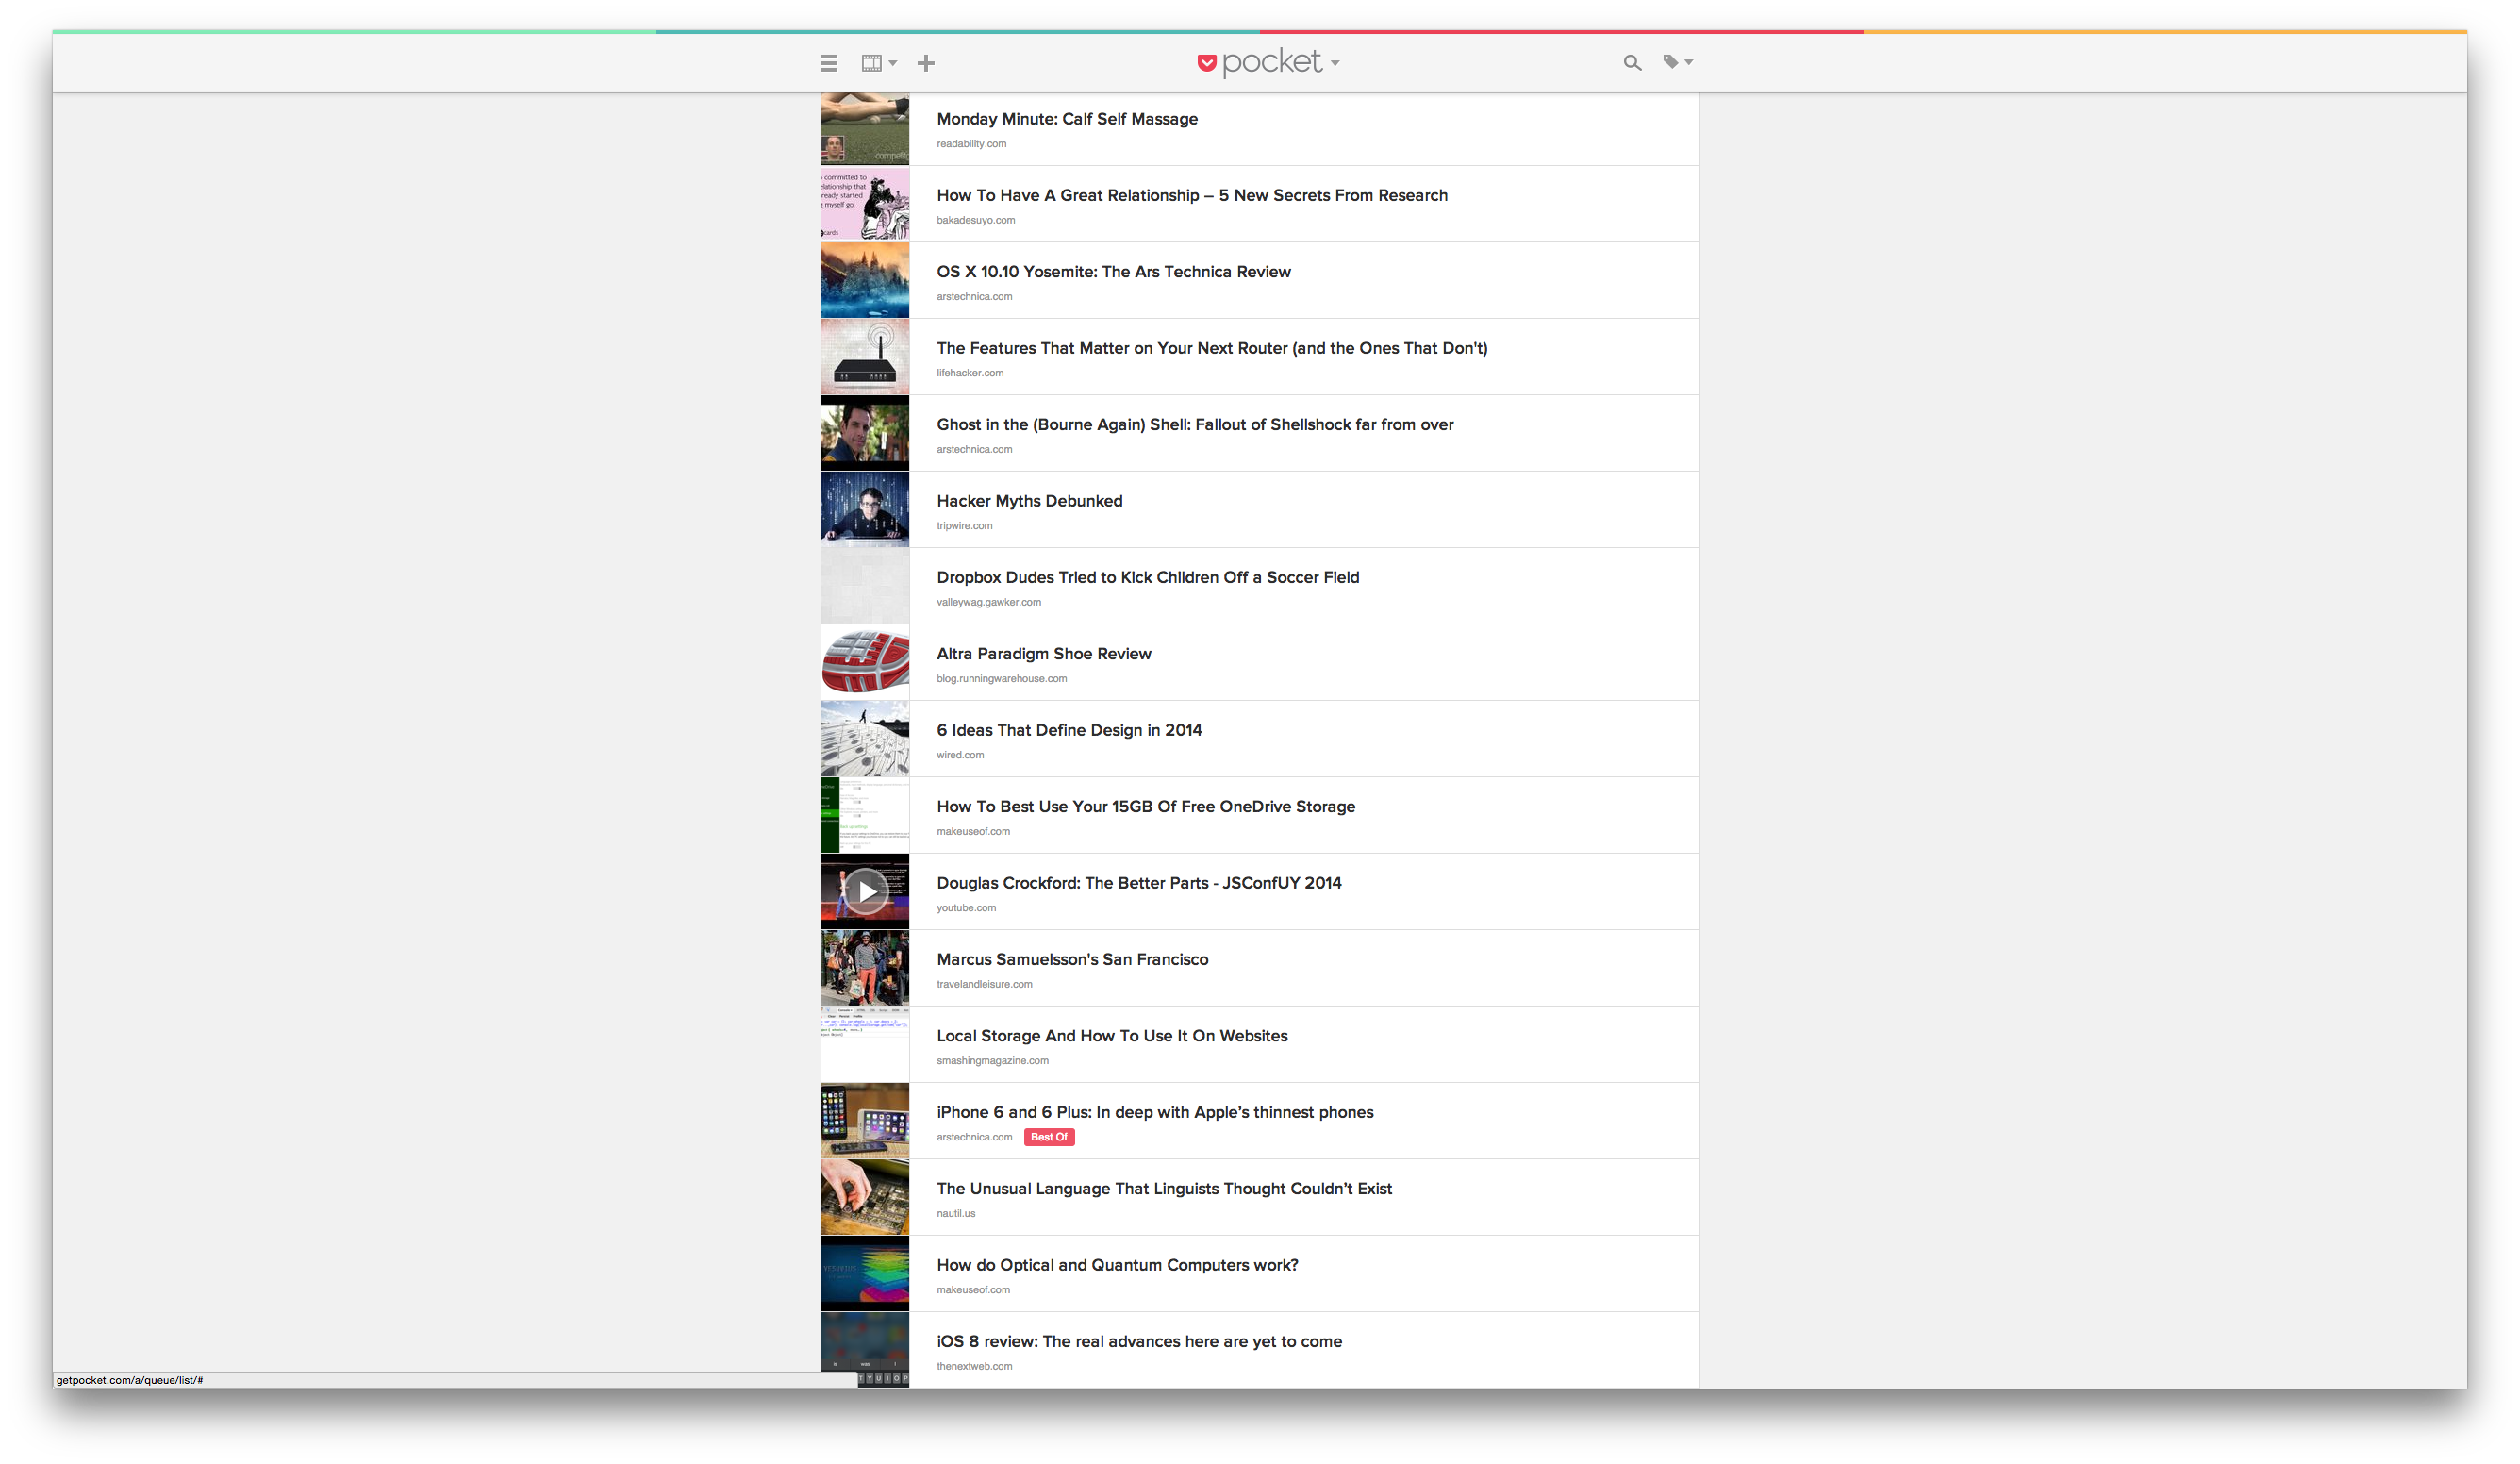 pocket
Monday Minute: Calf Self Massage
readability.com
committed to
elationship that
ready started
myself go.
cards
How To Have A Great Relationship – 5 New Secrets From Research
bakadesuyo.com
OS X 10.10 Yosemite: The Ars Technica Review
arstechnica.com
The Features That Matter on Your Next Router (and the Ones That Don't)
lifehacker.com
Ghost in the (Bourne Again) Shell: Fallout of Shellshock far from over
arstechnica.com
Hacker Myths Debunked
tripwire.com
Dropbox Dudes Tried to Kick Children Off a Soccer Field
valleywag.gawker.com
Altra Paradigm Shoe Review
blog.runningwarehouse.com
6 Ideas That Define Design in 2014
wired.com
How To Best Use Your 15GB Of Free OneDrive Storage
makeuseof.com
Douglas Crockford: The Better Parts - JSConfUY 2014
youtube.com
Marcus Samuelsson's San Francisco
travelandleisure.com
Local Storage And How To Use It On Websites
smashingmagazine.com
iPhone 6 and 6 Plus: In deep with Apple’s thinnest phones
arstechnica.com Best Of
The Unusual Language That Linguists Thought Couldn’t Exist
nautil.us
How do Optical and Quantum Computers work?
makeuseof.com
iOS 8 review: The real advances here are yet to come
thenextweb.com
T Y U I O P
getpocket.com/a/queue/list/#